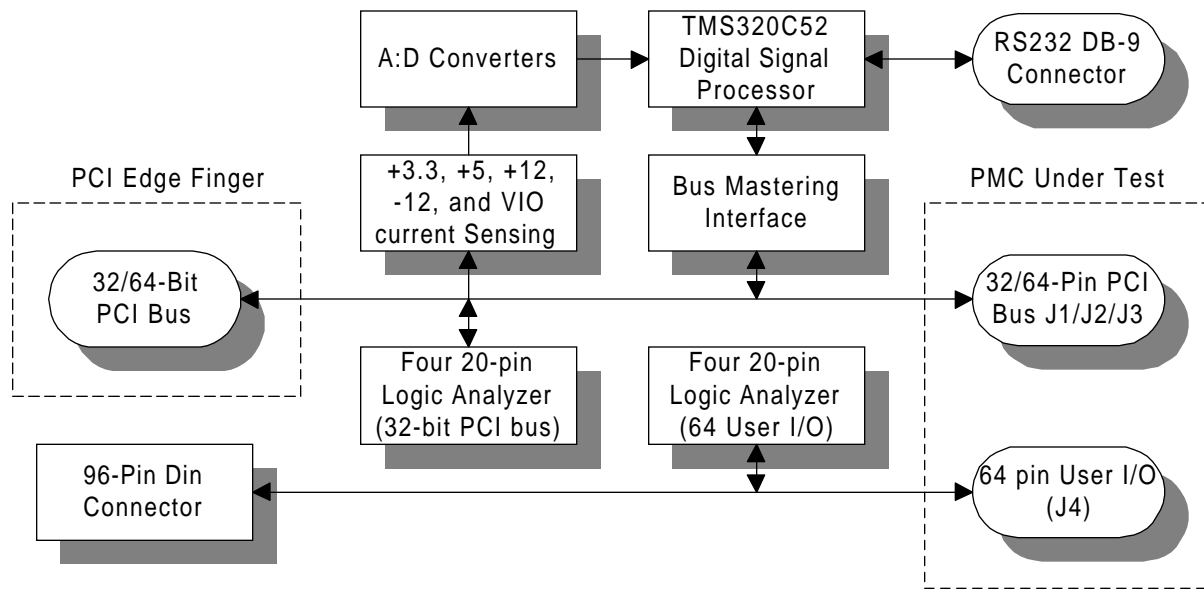 A:D Converters
TMS320C52
Digital Signal
Processor
RS232 DB-9
Connector
PCI Edge Finger
+3.3, +5, +12,
-12, and VIO
current Sensing
Bus Mastering
Interface
PMC Under Test
32/64-Bit
PCI Bus
32/64-Pin PCI
Bus J1/J2/J3
Four 20-pin
Logic Analyzer
(32-bit PCI bus)
Four 20-pin
Logic Analyzer
(64 User I/O)
96-Pin Din
Connector
64 pin User I/O
(J4)